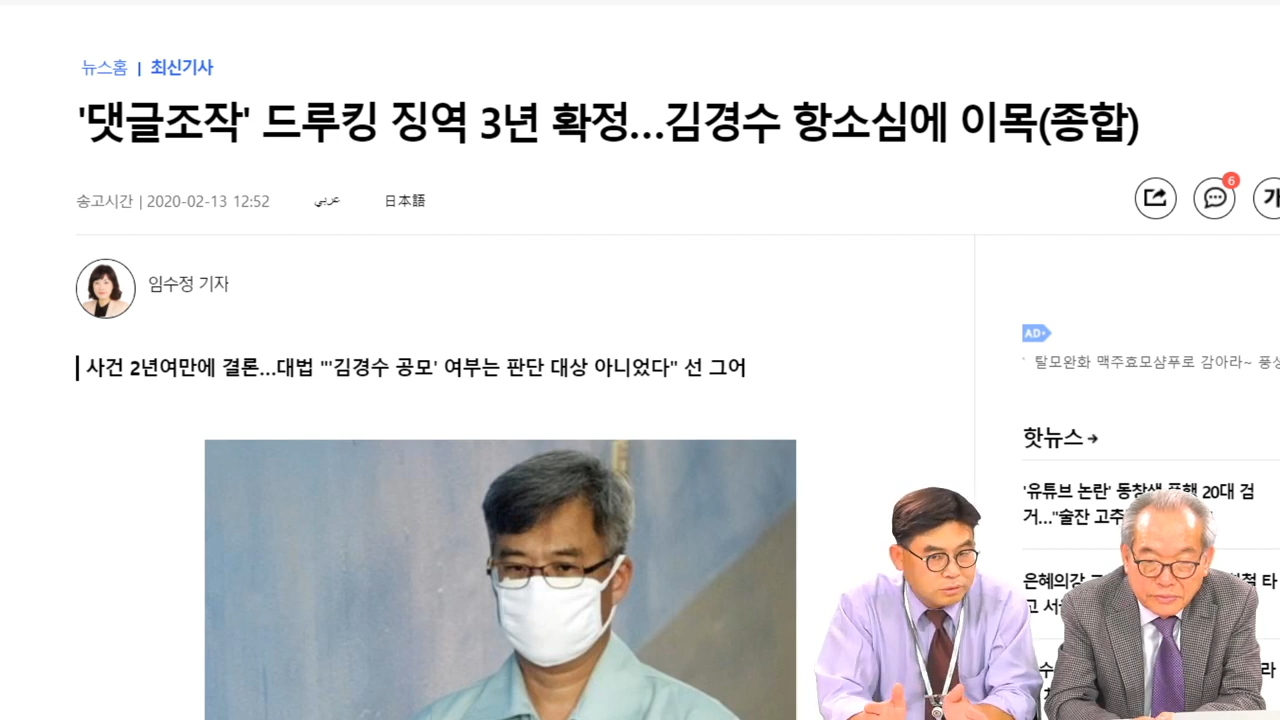 뉴스홈 | 최신기사
'댓글조작' 드루킹 징역 3년 확정...김경수 항소심에 이목(종합)
송고시간 | 2020-02-13 12:52 عربي 日本語
6
가
임수정 기자
사건 2년여만에 결론...대법 "'김경수 공모' 여부는 판단 대상 아니었다" 선 그어
AD
탈모완화 맥주효모샴푸로 감아라~
핫뉴스
'유튜브 논란' 동창생 폭행 20대 검
거..."술잔 고추
은혜의강
고